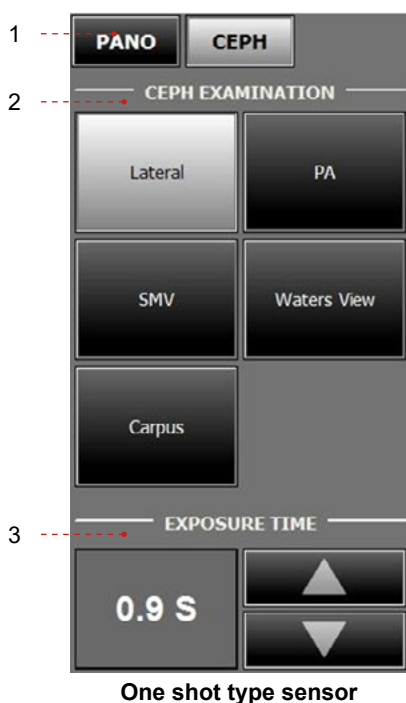 1
PANO CEPH
2
CEPH EXAMINATION
Lateral PA
SMV Waters View
Carpus
3
EXPOSURE TIME
0.9 S
One shot type sensor